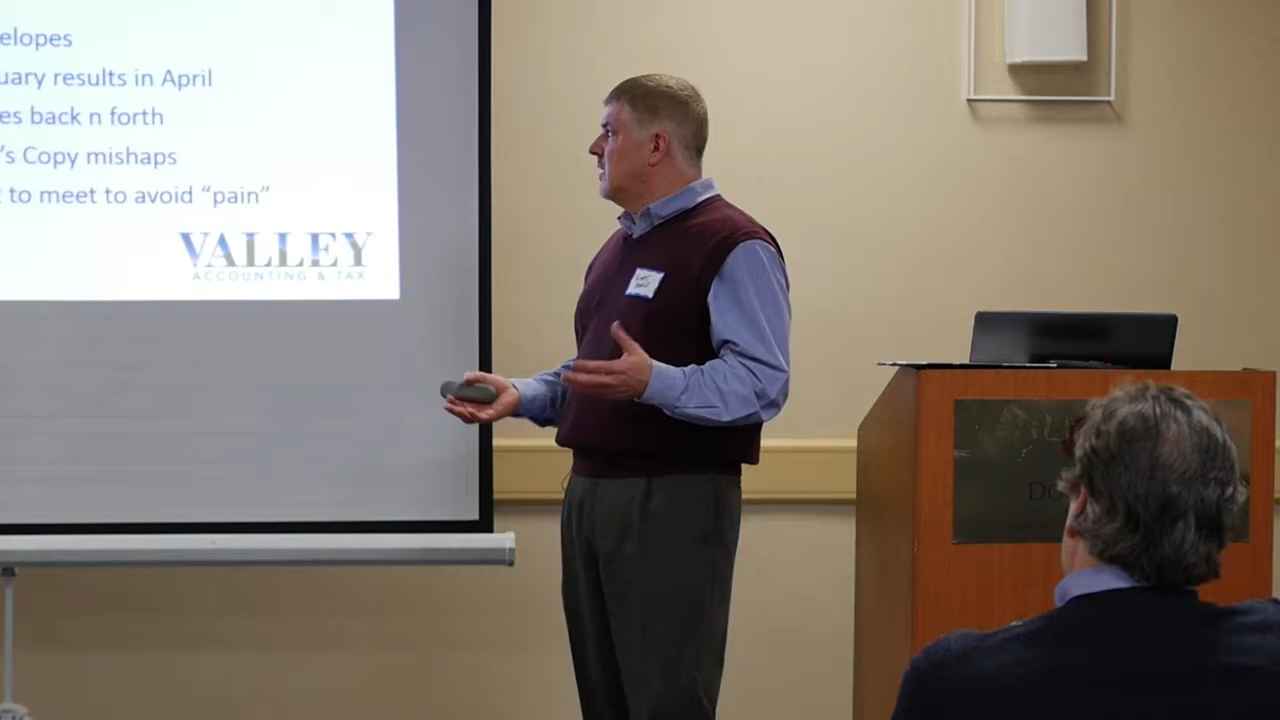 elopes
uary results in April
es back n forth
’s Copy mishaps
t to meet to avoid “pain”
VALLEY
ACCOUNTING & TAX